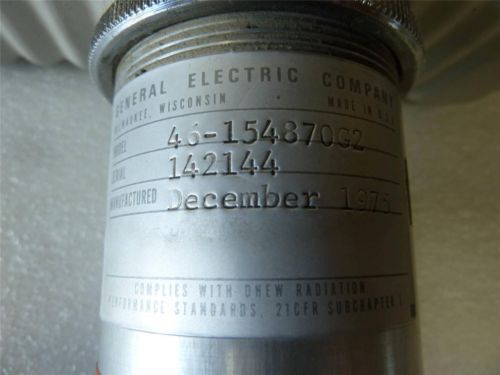 GENERAL ELECTRIC COMPANY
MILWAUKEE, WISCONSIN MADE IN U.S.A.
MODEL 46-154870G2
SERIAL 142144
MANUFACTURED December 1975
COMPLIES WITH DHEW RADIATION
PERFORMANCE STANDARDS, 21CFR SUBCHAPTER J